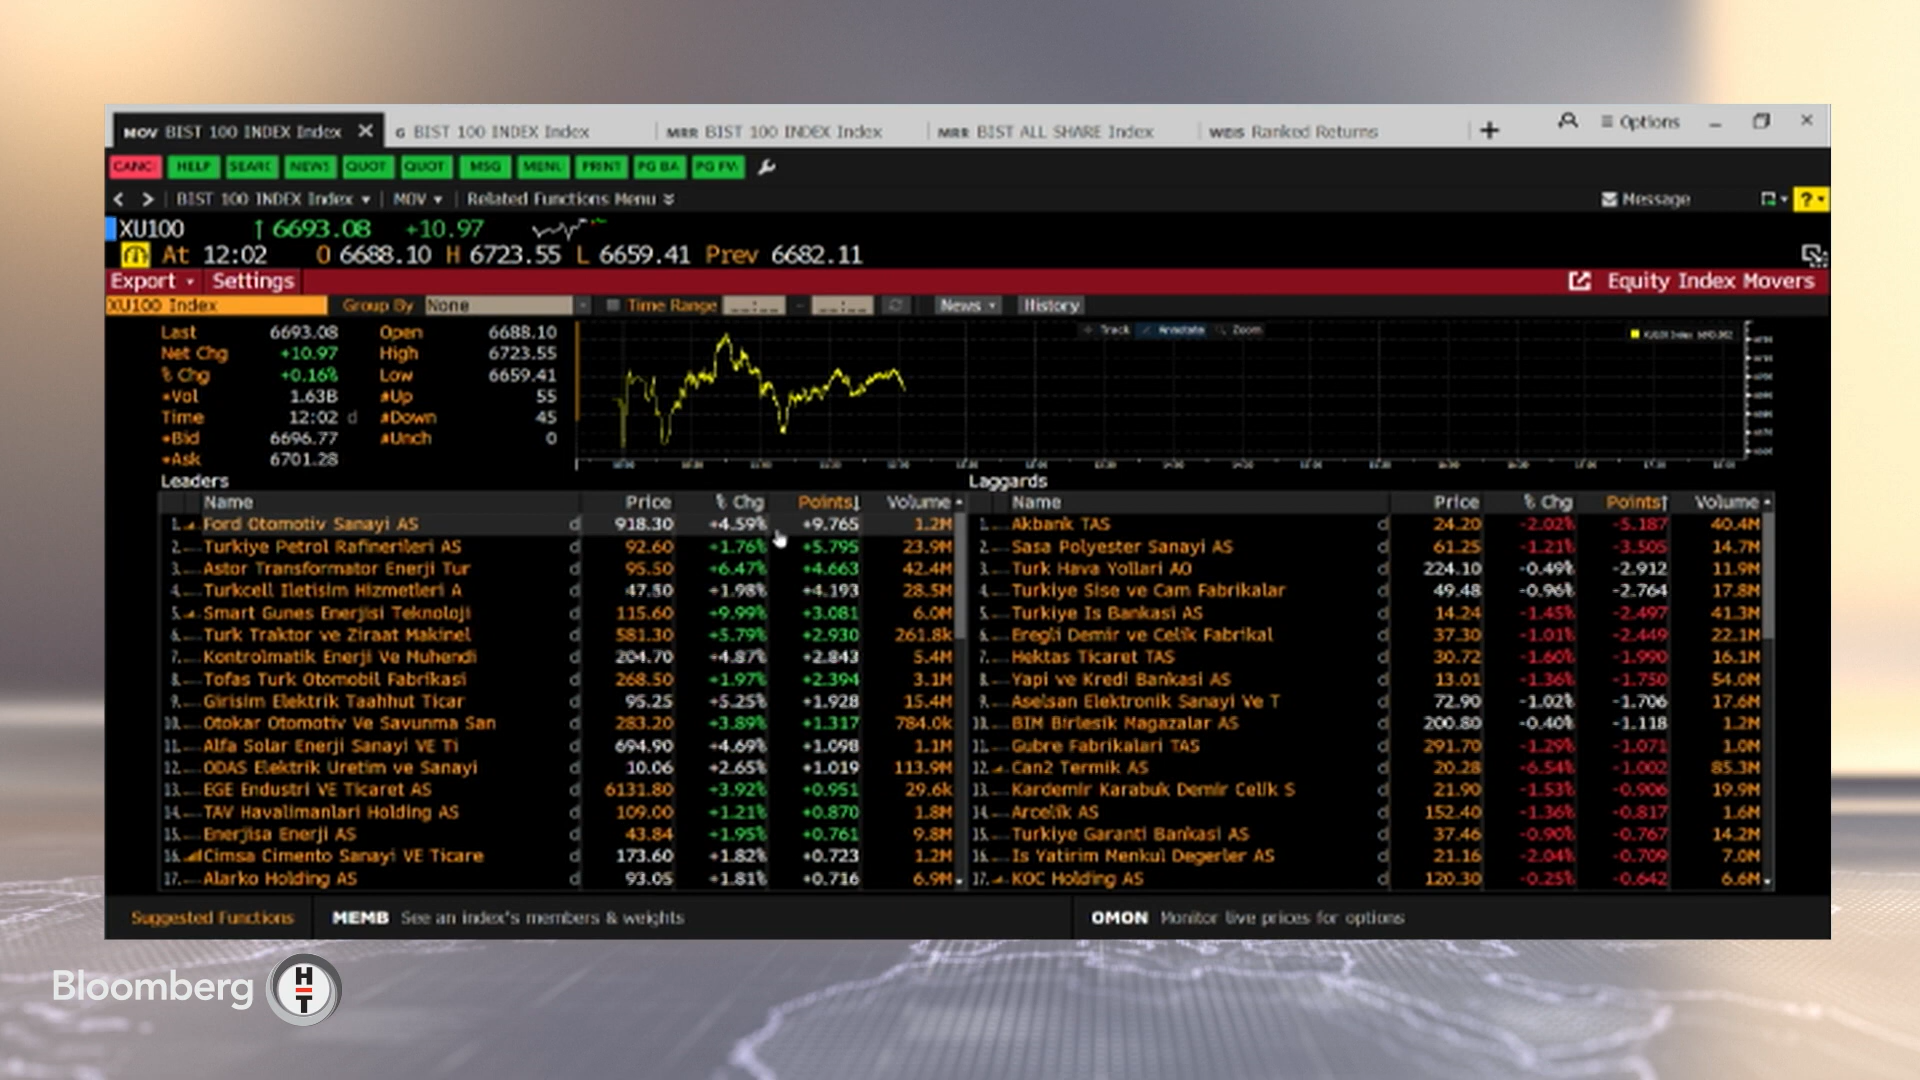 MOV BIST 100 INDEX Index × G BIST 100 INDEX Index MRR BIST 100 INDEX Index MRR BIST ALL SHARE Index WEIS Ranked Returns + Options
CANC HELP SEARC NEWS QUOT QUOT MSG MENU PRINT PG BA PG FW
< > BIST 100 INDEX Index MOV Related Functions Menu Message ?
XU100 ↑ 6693.08 +10.97
At 12:02 O 6688.10 H 6723.55 L 6659.41 Prev 6682.11
Export Settings Equity Index Movers
XU100 Index Group By None Time Range News History
Track Annotate Zoom
Last 6693.08 Open 6688.10
Net Chg +10.97 High 6723.55
% Chg +0.16% Low 6659.41
Vol 1.63B #Up 55
Time 12:02 d #Down 45
Bid 6696.77 #Unch 0
Ask 6701.28
Leaders
Name Price % Chg Points↓ Volume
1. Ford Otomotiv Sanayi AS d 918.30 +4.59% +9.765 1.2M
2. Turkiye Petrol Rafinerileri AS d 92.60 +1.76% +5.795 23.9M
3. Astor Transformator Enerji Tur d 95.50 +6.47% +4.663 42.4M
4. Turkcell Iletisim Hizmetleri A d 47.50 +1.98% +4.193 28.5M
5. Smart Gunes Enerjisi Teknoloji d 115.60 +9.99% +3.081 6.0M
6. Turk Traktor ve Ziraat Makinel d 581.30 +5.79% +2.930 261.8k
7. Kontrolmatik Enerji Ve Muhendi d 204.70 +4.87% +2.843 5.4M
8. Tofas Turk Otomobil Fabrikasi d 268.50 +1.97% +2.394 3.1M
9. Girisim Elektrik Taahhut Ticar d 95.25 +5.25% +1.928 15.4M
10. Otokar Otomotiv Ve Savunma San d 283.20 +3.89% +1.317 784.0k
11. Alfa Solar Enerji Sanayi VE Ti d 694.90 +4.69% +1.098 1.1M
12. ODAS Elektrik Uretim ve Sanayi d 10.06 +2.65% +1.019 113.9M
13. EGE Endustri VE Ticaret AS d 6131.80 +3.92% +0.951 29.6k
14. TAV Havalimanlari Holding AS d 109.00 +1.21% +0.870 1.8M
15. Enerjisa Enerji AS d 43.84 +1.95% +0.761 9.8M
16. Cimsa Cimento Sanayi VE Ticare d 173.60 +1.82% +0.723 1.2M
17. Alarko Holding AS d 93.05 +1.81% +0.716 6.9M
Laggards
Name Price % Chg Points↑ Volume
1. Akbank TAS d 24.20 -2.02% -5.187 40.4M
2. Sasa Polyester Sanayi AS d 61.25 -1.21% -3.505 14.7M
3. Turk Hava Yollari AO d 224.10 -0.49% -2.912 11.9M
4. Turkiye Sise ve Cam Fabrikalar d 49.48 -0.96% -2.764 17.8M
5. Turkiye Is Bankasi AS d 14.24 -1.45% -2.497 41.3M
6. Eregli Demir ve Celik Fabrikal d 37.30 -1.01% -2.449 22.1M
7. Hektas Ticaret TAS d 30.72 -1.60% -1.990 16.1M
8. Yapi ve Kredi Bankasi AS d 13.01 -1.36% -1.750 54.0M
9. Aselsan Elektronik Sanayi Ve T d 72.90 -1.02% -1.706 17.6M
10. BIM Birlesik Magazalar AS d 200.80 -0.40% -1.118 1.2M
11. Gubre Fabrikalari TAS d 291.70 -1.29% -1.071 1.0M
12. Can2 Termik AS d 20.28 -6.54% -1.002 85.3M
13. Kardemir Karabuk Demir Celik S d 21.90 -1.53% -0.906 19.9M
14. Arcelik AS d 152.40 -1.36% -0.817 1.6M
15. Turkiye Garanti Bankasi AS d 37.46 -0.90% -0.767 14.2M
16. Is Yatirim Menkul Degerler AS d 21.16 -2.04% -0.709 7.0M
17. KOC Holding AS d 120.30 -0.25% -0.642 6.6M
Suggested Functions MEMB See an index's members & weights OMON Monitor live prices for options
Bloomberg HT